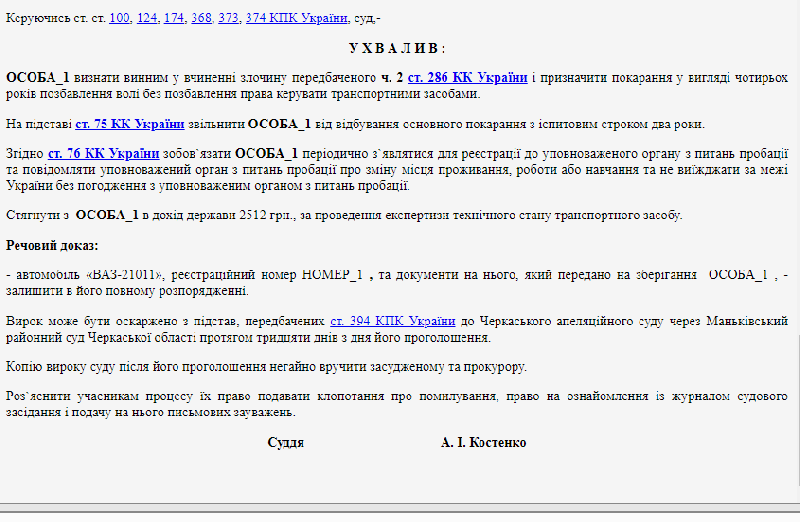 Керуючись ст. ст. 100, 124, 174, 368, 373, 374 КПК України, суд,-
У Х В А Л И В :
ОСОБА_1 визнати винним у вчиненні злочину передбаченого ч. 2 ст. 286 КК України і призначити покарання у вигляді чотирьох
років позбавлення волі без позбавлення права керувати транспортними засобами.
На підставі ст. 75 КК України звільнити ОСОБА_1 від відбування основного покарання з іспитовим строком два роки.
Згідно ст. 76 КК України зобов`язати ОСОБА_1 періодично з`являтися для реєстрації до уповноваженого органу з питань пробації
та повідомляти уповноважений орган з питань пробації про зміну місця проживання, роботи або навчання та не виїжджати за межі
України без погодження з уповноваженим органом з питань пробації.
Стягнути з ОСОБА_1 в дохід держави 2512 грн., за проведення експертизи технічного стану транспортного засобу.
Речовий доказ:
- автомобіль «ВАЗ-21011», реєстраційний номер НОМЕР_1 , та документи на нього, який передано на зберігання ОСОБА_1 , -
залишити в його повному розпорядженні.
Вирок може бути оскаржено з підстав, передбачених ст. 394 КПК України до Черкаського апеляційного суду через Маньківський
районний суд Черкаської області протягом тридцяти днів з дня його проголошення.
Копію вироку суду після його проголошення негайно вручити засудженому та прокурору.
Роз`яснити учасникам процесу їх право подавати клопотання про помилування, право на ознайомлення із журналом судового
засідання і подачу на нього письмових зауважень.
Суддя А. І. Костенко